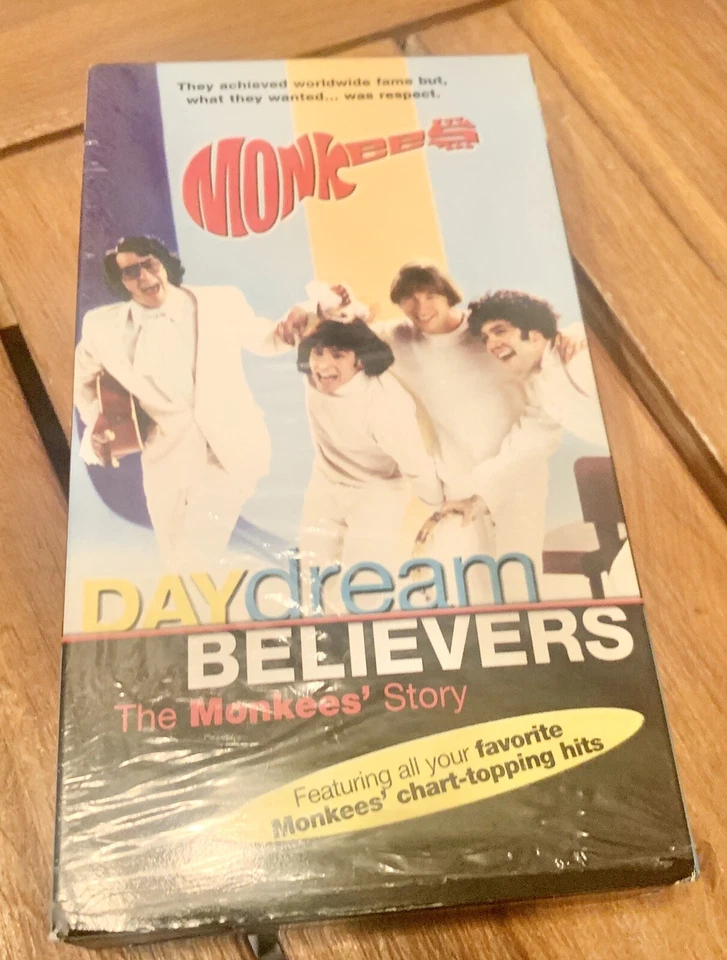 They achieved worldwide fame but,
what they wanted... was respect.
MONKEES
DAYdream
BELIEVERS
The Monkees' Story
Featuring all your favorite
Monkees' chart-topping hits